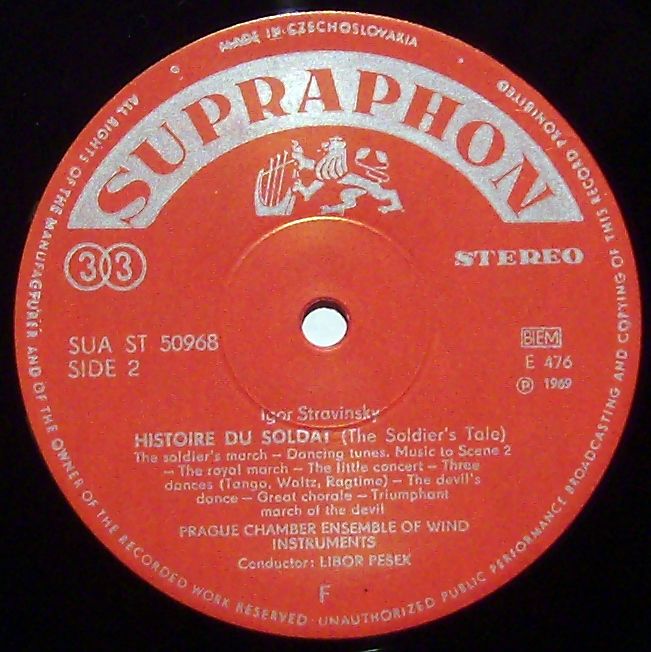 MADE IN CZECHOSLOVAKIA
ALL RIGHTS OF THE MANUFACTURER AND OF THE OWNER OF THE RECORDED WORK RESERVED · UNAUTHORIZED PUBLIC PERFORMANCE BROADCASTING AND COPYING OF THIS RECORD PROHIBITED
SUPRAPHON
33
STEREO
SUA ST 50968
SIDE 2
BIEM
E 476
Ⓟ 1969
Igor Stravinsky
HISTOIRE DU SOLDAT (The Soldier's Tale)
The soldier's march – Dancing tunes. Music to Scene 2
– The royal march – The little concert – Three
dances (Tango, Waltz, Ragtime) – The devil's
dance – Great chorale – Triumphant
march of the devil
PRAGUE CHAMBER ENSEMBLE OF WIND
INSTRUMENTS
Conductor: LIBOR PEŠEK
F